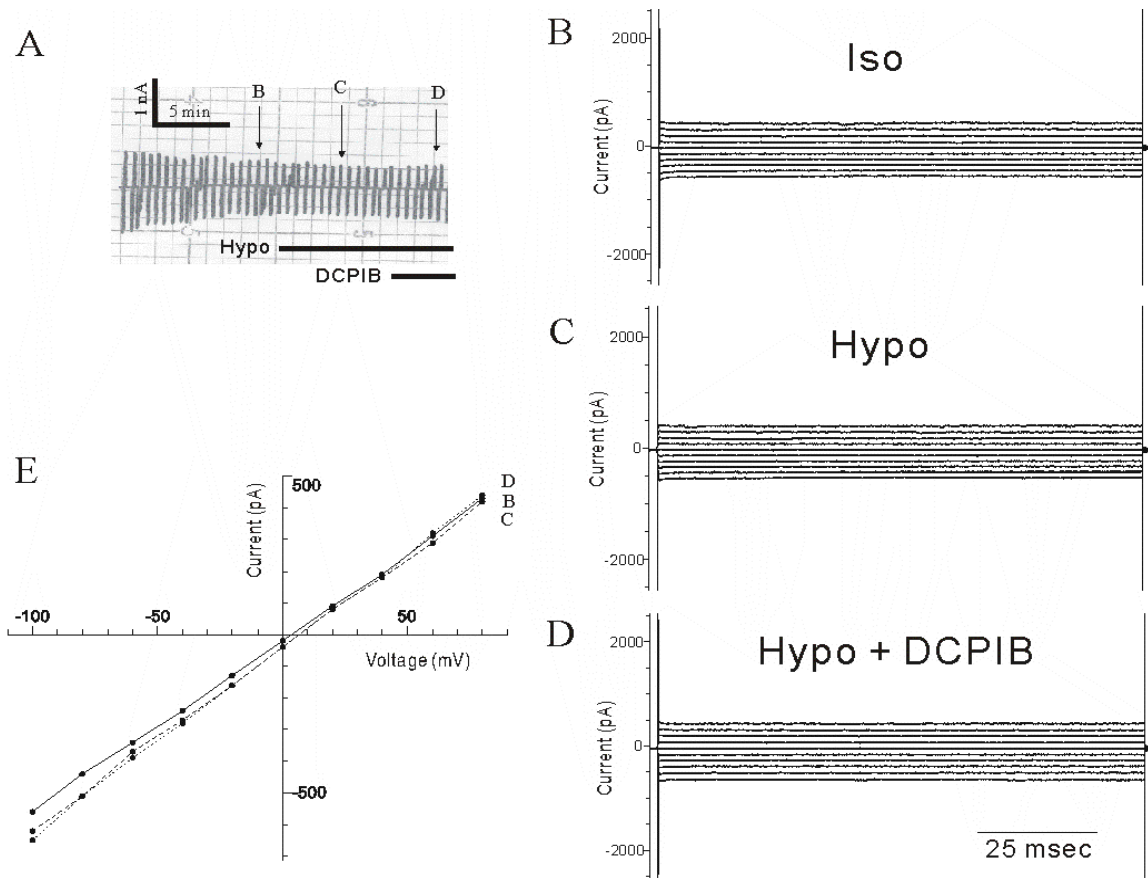 A
1 nA
5 min
B
C
D
Hypo
DCPIB
B
Iso
Current (pA)
2000
0
-2000
C
Hypo
Current (pA)
2000
0
-2000
D
Hypo + DCPIB
Current (pA)
2000
0
-2000
25 msec
E
Current (pA)
500
-500
-100
-50
50
Voltage (mV)
D
B
C